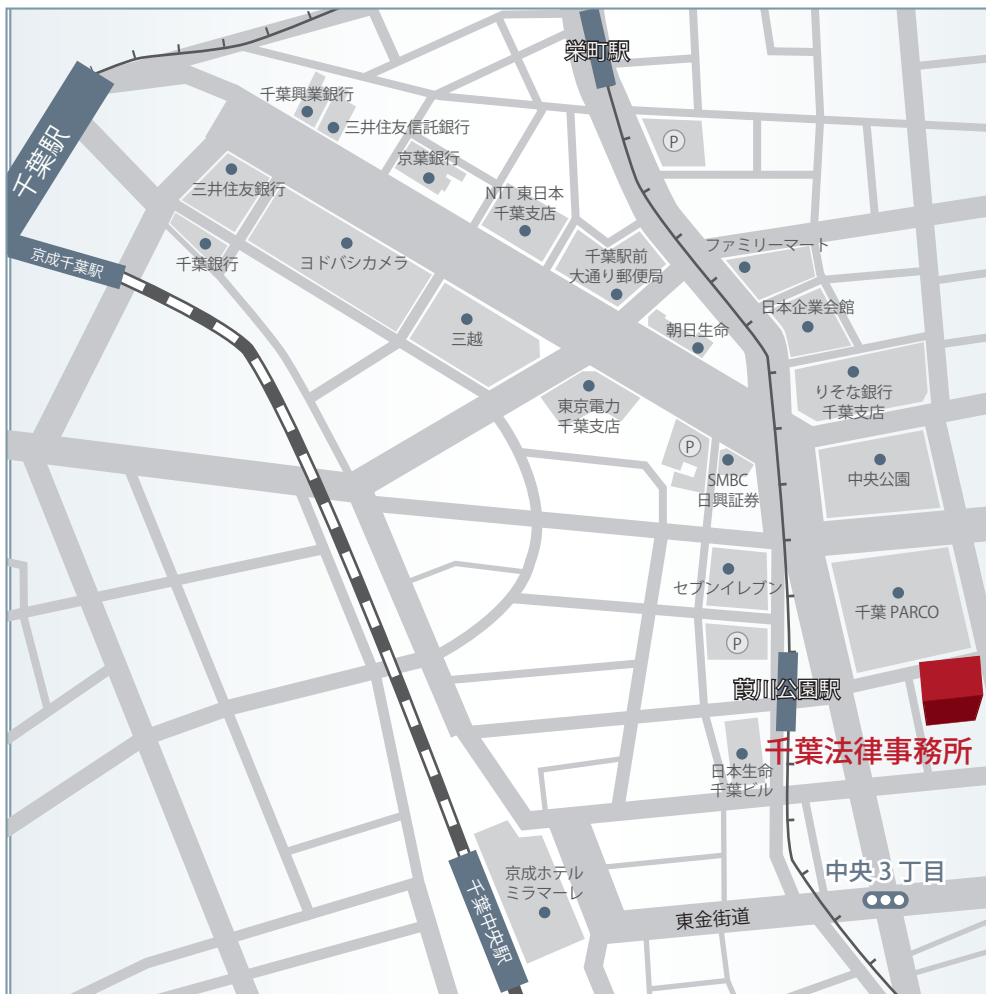 栄町駅
千葉興業銀行
三井住友信託銀行
P
千葉駅
京葉銀行
三井住友銀行
NTT 東日本
千葉支店
千葉銀行
京成千葉駅
ヨドバシカメラ
千葉駅前
大通り郵便局
ファミリーマート
日本企業会館
三越
朝日生命
りそな銀行
千葉支店
東京電力
千葉支店
P
SMBC
日興証券
中央公園
セブンイレブン
千葉 PARCO
P
葭川公園駅
千葉法律事務所
日本生命
千葉ビル
京成ホテル
ミラマーレ
千葉中央駅
中央 3 丁目
東金街道